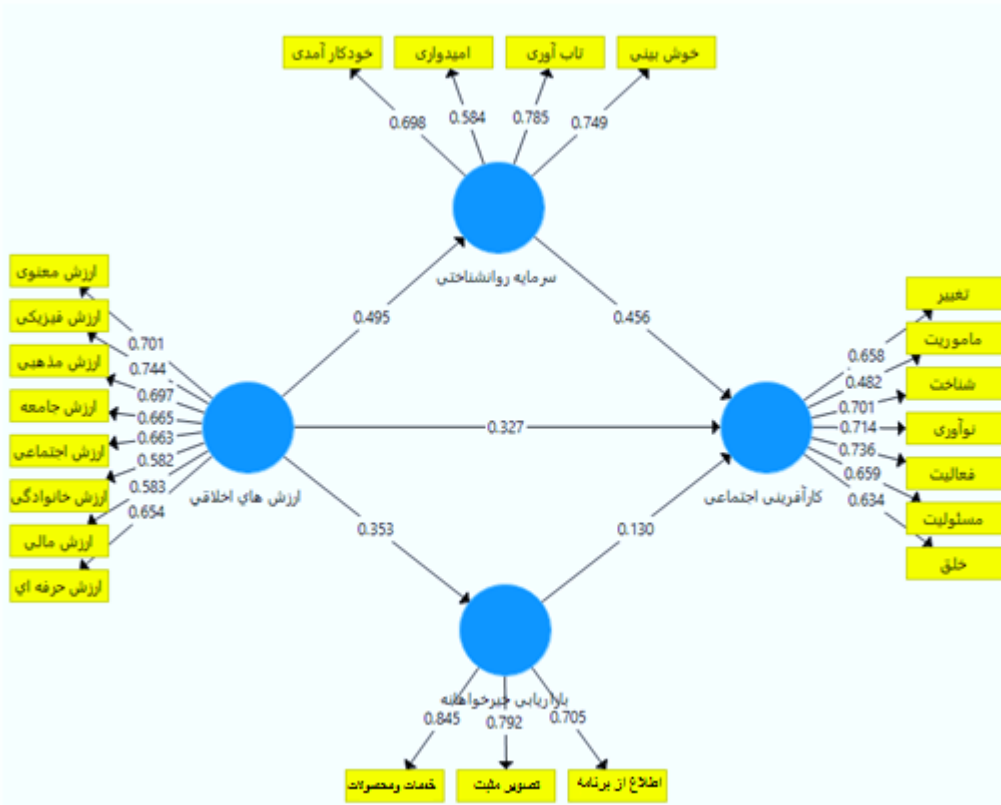 خودکار آمدی
امیدواری
تاب آوری
خوش بینی
0.698
0.584
0.785
0.749
سرمایه روانشناختی
0.495
0.456
ارزش معنوی
ارزش فیزیکی
ارزش مذهبی
ارزش جامعه
ارزش اجتماعی
ارزش خانوادگی
ارزش مالی
ارزش حرفه اي
0.701
0.744
0.697
0.665
0.663
0.582
0.583
0.654
ارزش هاي اخلاقي
0.327
کارآفرینی اجتماعی
0.658
0.482
0.701
0.714
0.736
0.659
0.634
تغییر
ماموریت
شناخت
نوآوری
فعالیت
مسئولیت
خلق
0.353
0.130
بازاریابی خیرخواهانه
0.845
0.792
0.705
خدمات ومحصولات
تصویر مثبت
اطلاع از برنامه